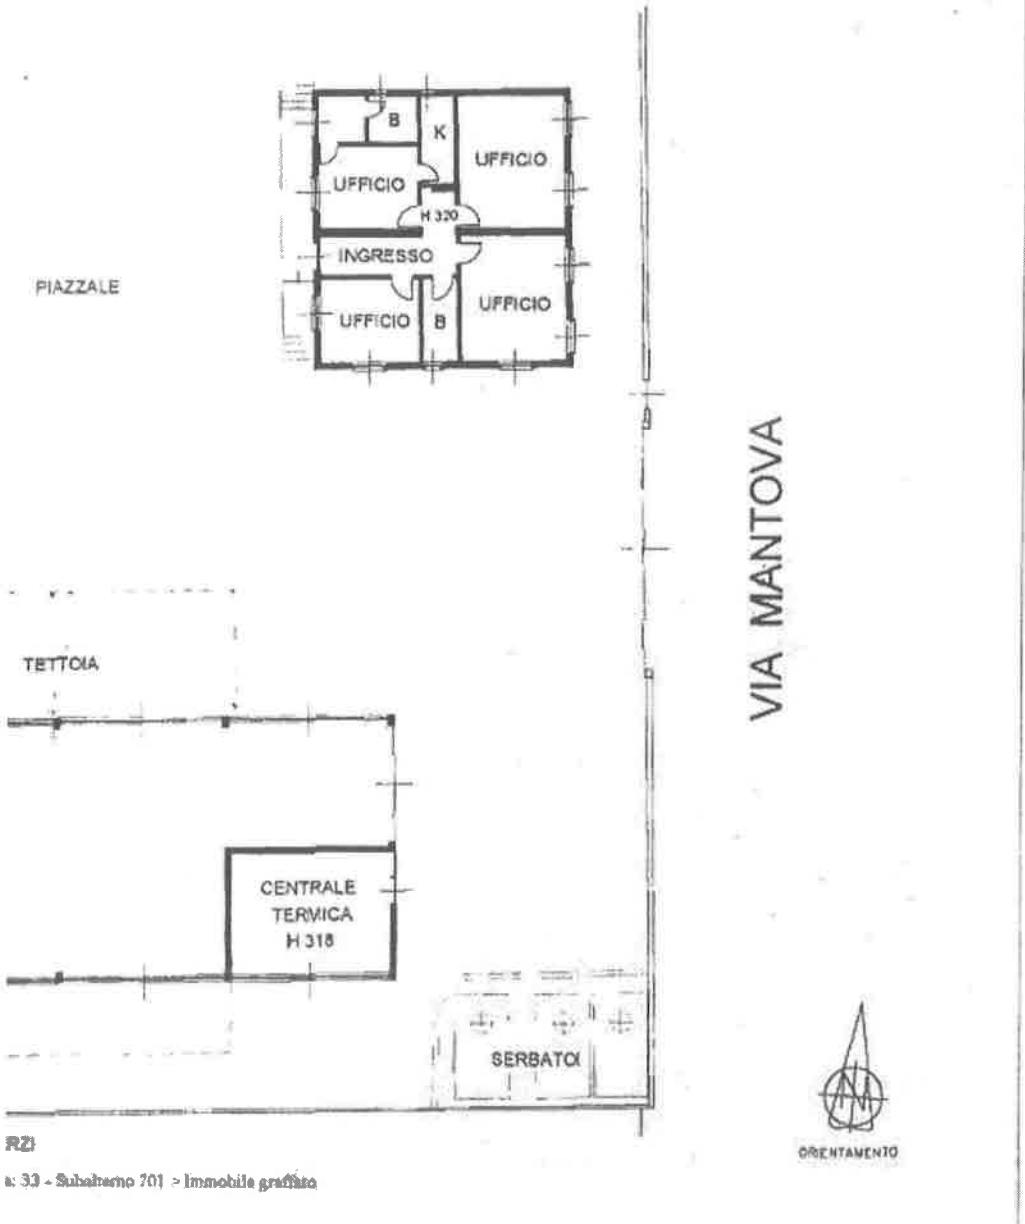 B
K
UFFICIO
UFFICIO
H 320
INGRESSO
PIAZZALE
UFFICIO
UFFICIO
B
VIA MANTOVA
TETTOIA
CENTRALE
TERMICA
H 318
SERBATOI
N
ORIENTAMENTO
RZI
a: 33 - Subalterno 701 > Immobile graffato